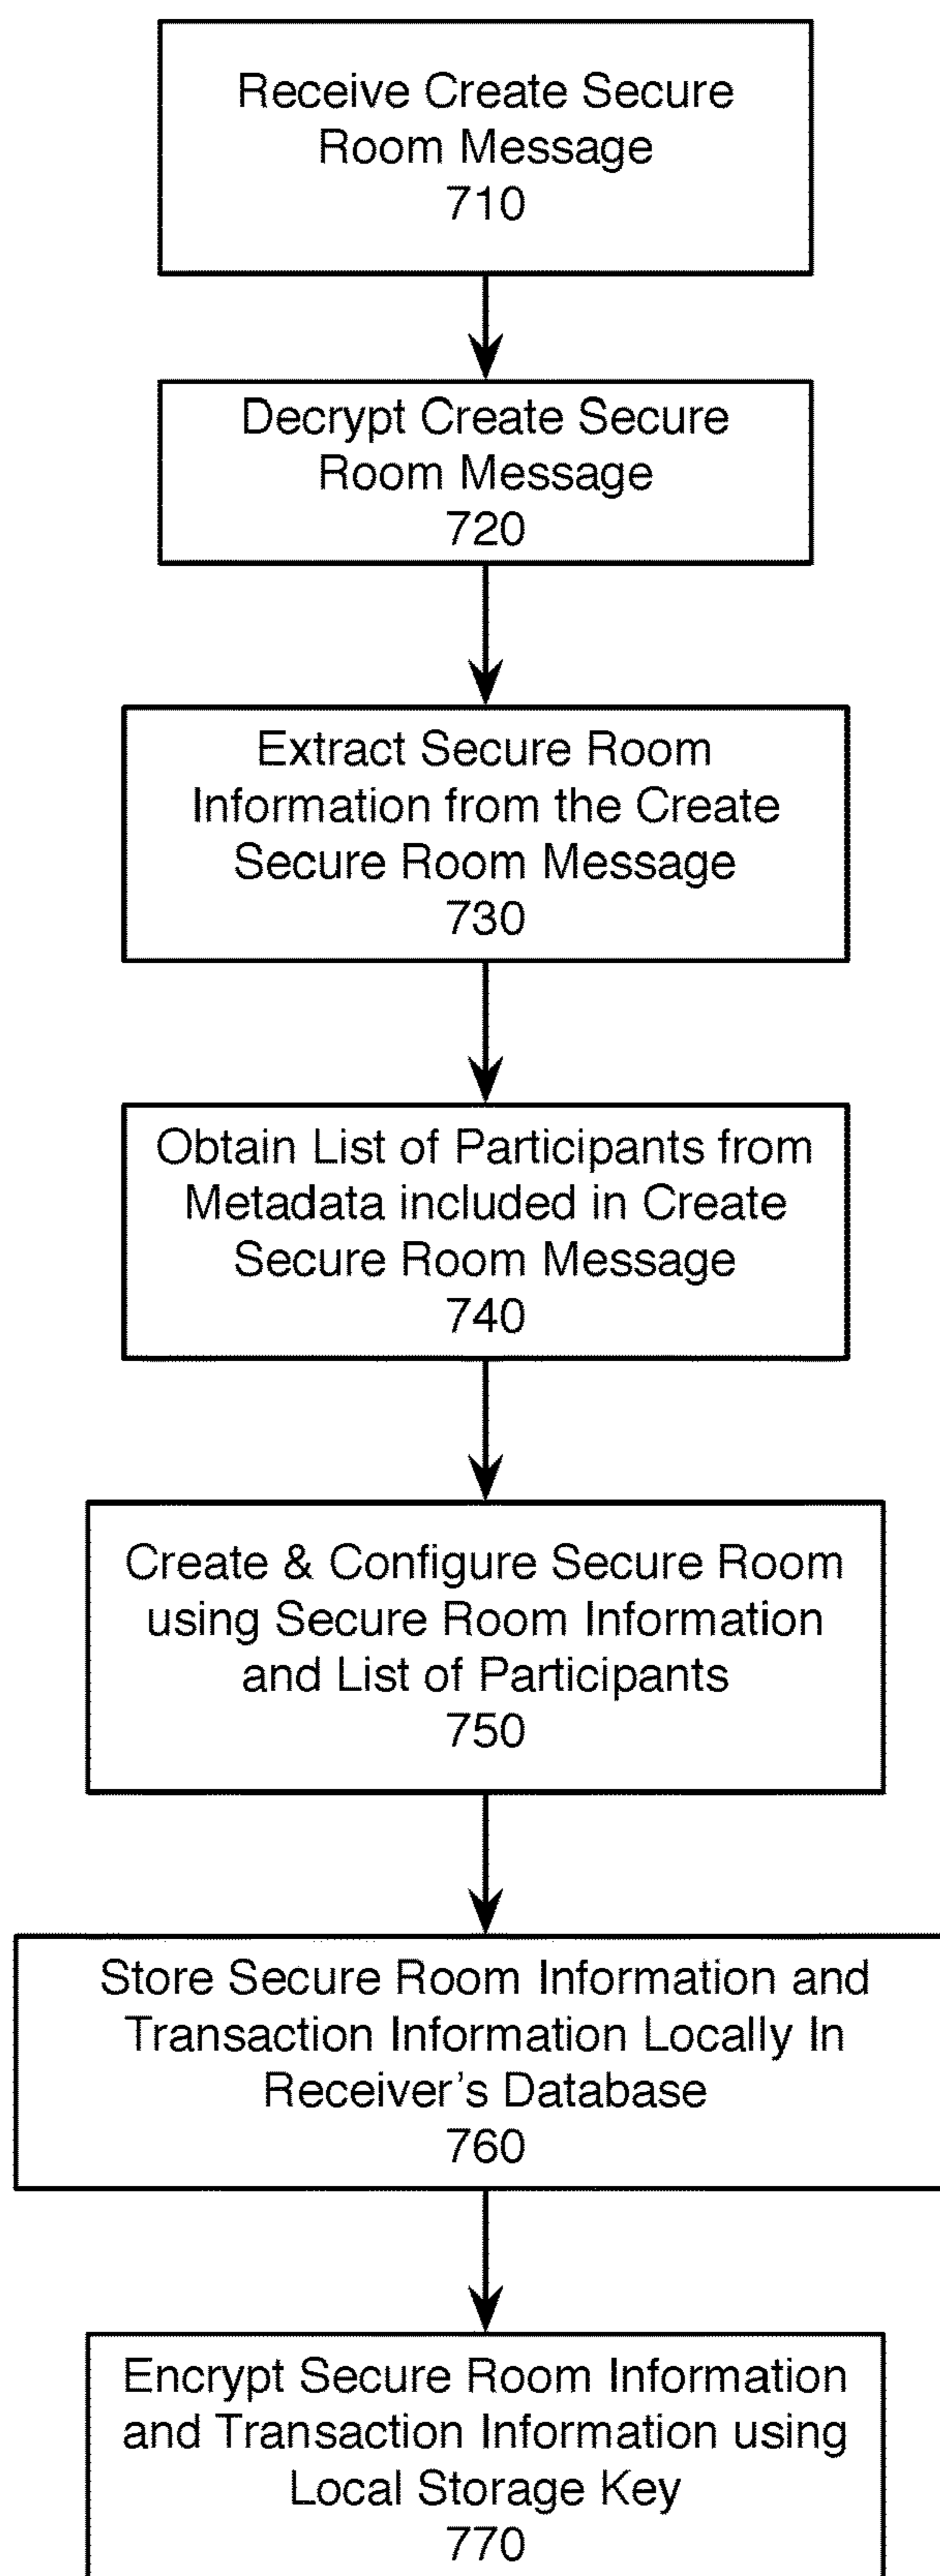 Receive Create Secure
Room Message
710
Decrypt Create Secure
Room Message
720
Extract Secure Room
Information from the Create
Secure Room Message
730
Obtain List of Participants from
Metadata included in Create
Secure Room Message
740
Create & Configure Secure Room
using Secure Room Information
and List of Participants
750
Store Secure Room Information and
Transaction Information Locally In
Receiver's Database
760
Encrypt Secure Room Information
and Transaction Information using
Local Storage Key
770